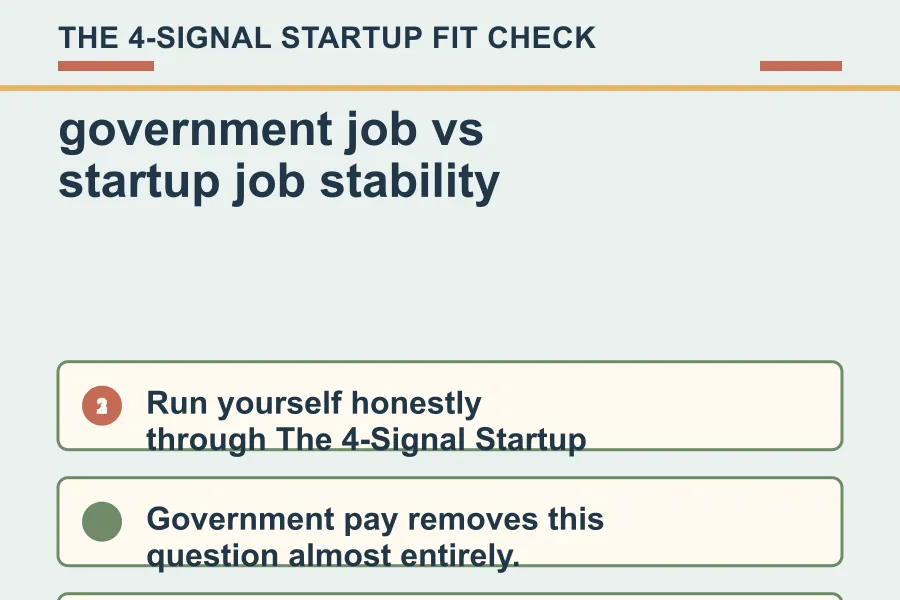 THE 4-SIGNAL STARTUP FIT CHECK
government job vs
startup job stability
Run yourself honestly
through The 4-Signal Startup
Government pay removes this
question almost entirely.